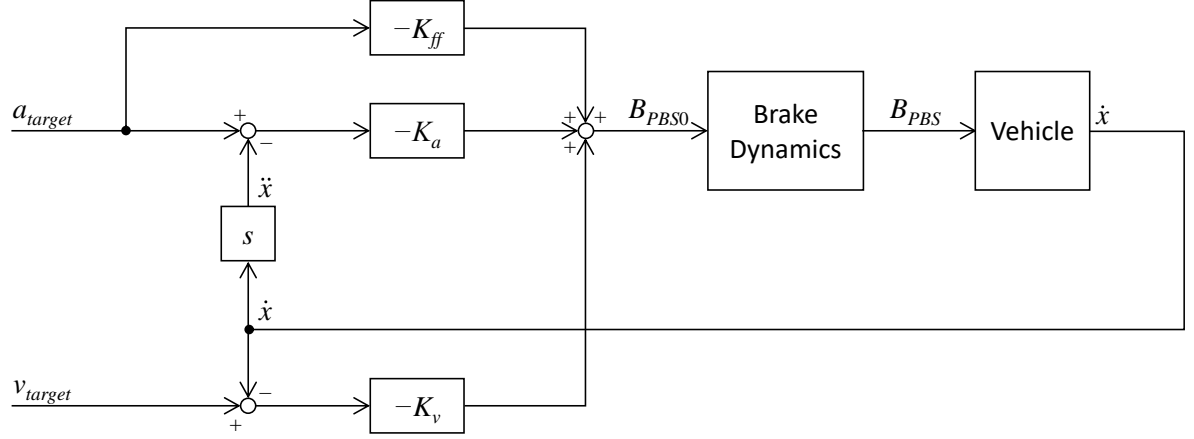 −K_ff
a_target
+
−
−K_a
+ +
+
+
B_PBS0
Brake
Dynamics
B_PBS
Vehicle
ẋ
ẍ
s
ẋ
v_target
−
+
−K_v